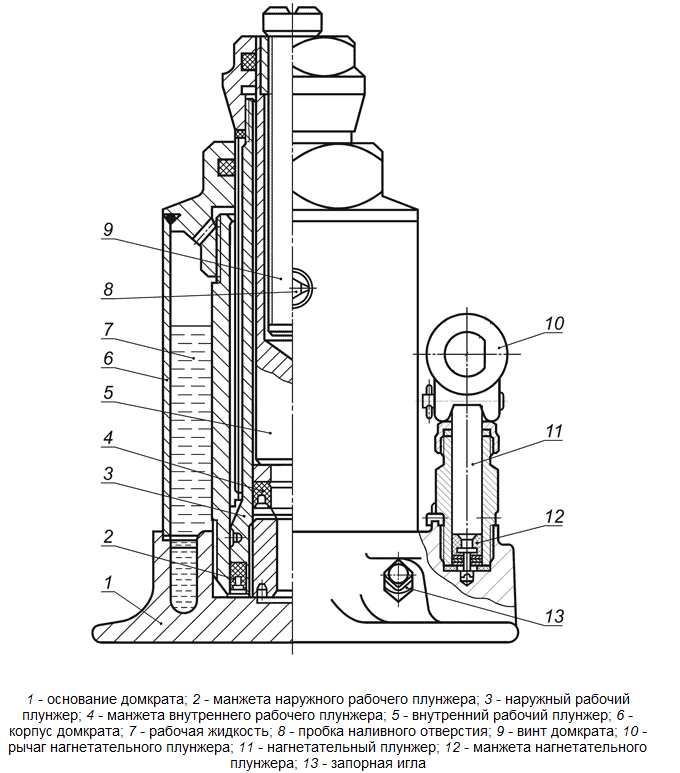 9
8
7
6
5
4
3
2
1
10
11
12
13
1 - основание домкрата; 2 - манжета наружного рабочего плунжера; 3 - наружный рабочий
плунжер; 4 - манжета внутреннего рабочего плунжера; 5 - внутренний рабочий плунжер; 6 -
корпус домкрата; 7 - рабочая жидкость; 8 - пробка наливного отверстия; 9 - винт домкрата; 10 -
рычаг нагнетательного плунжера; 11 - нагнетательный плунжер; 12 - манжета нагнетательного
плунжера; 13 - запорная игла